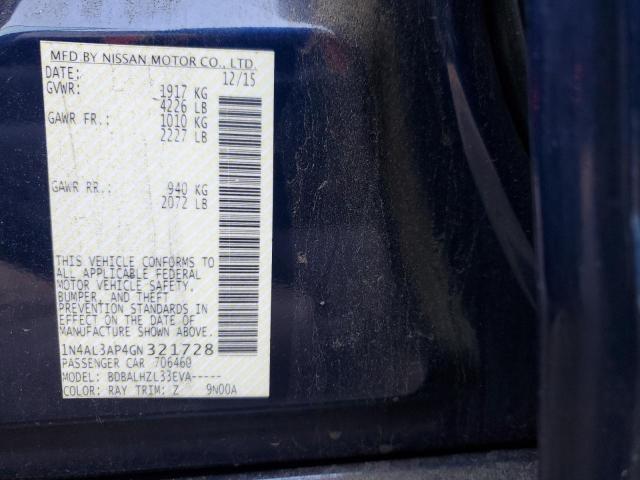 MFD BY NISSAN MOTOR CO., LTD.
DATE: 12/15
GVWR: 1917 KG
4226 LB
GAWR FR.: 1010 KG
2227 LB
GAWR RR.: 940 KG
2072 LB
THIS VEHICLE CONFORMS TO
ALL APPLICABLE FEDERAL
MOTOR VEHICLE SAFETY,
BUMPER, AND THEFT
PREVENTION STANDARDS IN
EFFECT ON THE DATE OF
MANUFACTURE SHOWN ABOVE.
1N4AL3AP4GN321728
PASSENGER CAR 706460
MODEL: BDBALHZL33EVA-----
COLOR: RAY TRIM: Z 9N00A